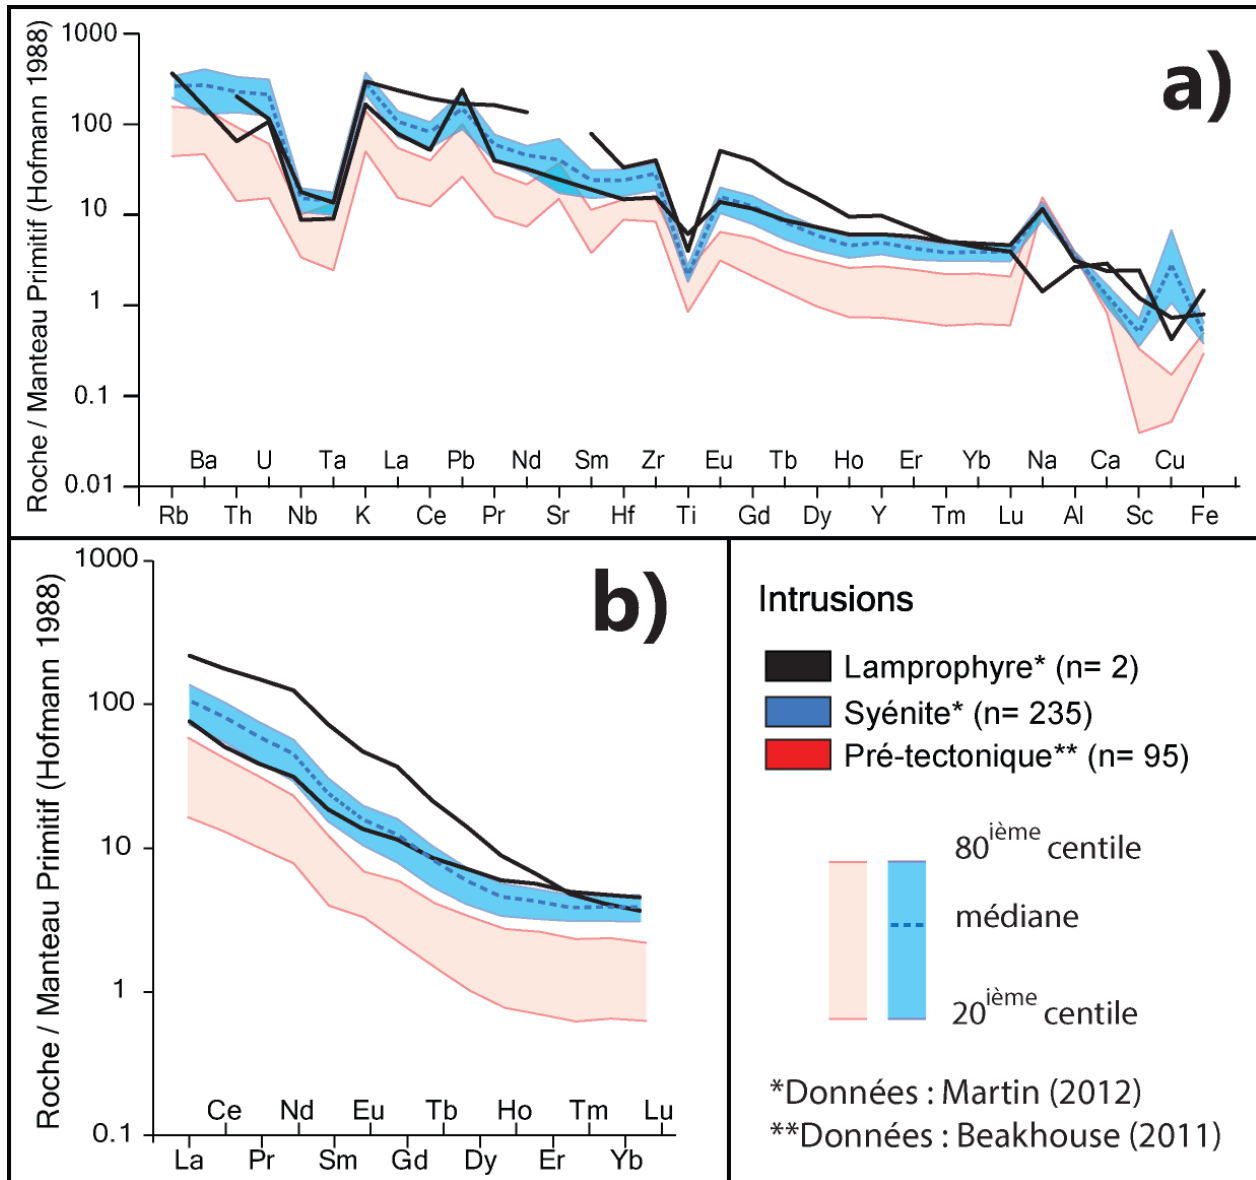 a)
Roche / Manteau Primitif (Hofmann 1988)
1000
100
10
1
0.1
0.01
Ba U Ta La Pb Nd Sm Zr Eu Tb Ho Er Yb Na Ca Cu
Rb Th Nb K Ce Pr Sr Hf Ti Gd Dy Y Tm Lu Al Sc Fe
b)
Roche / Manteau Primitif (Hofmann 1988)
1000
100
10
1
0.1
Ce Nd Eu Tb Ho Tm Lu
La Pr Sm Gd Dy Er Yb
Intrusions
Lamprophyre* (n= 2)
Syénite* (n= 235)
Pré-tectonique** (n= 95)
80ième centile
médiane
20ième centile
*Données : Martin (2012)
**Données : Beakhouse (2011)